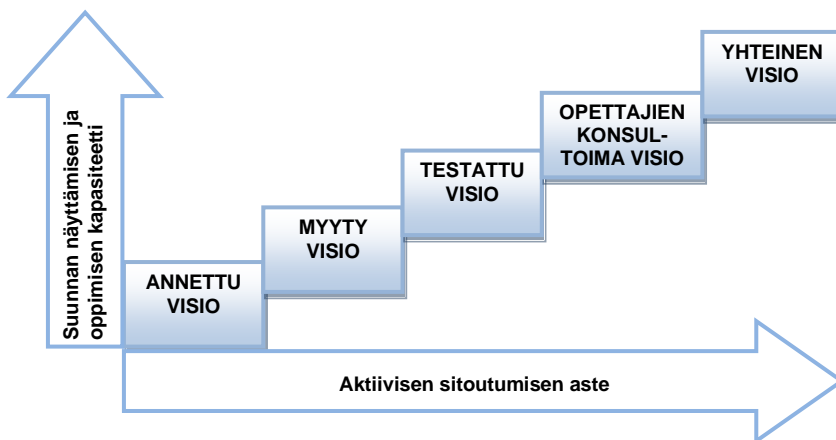 YHTEINEN
VISIO
OPETTAJIEN
KONSUL-
TOIMA VISIO
TESTATTU
VISIO
MYYTY
VISIO
ANNETTU
VISIO
Suunnan näyttämisen ja
oppimisen kapasiteetti
Aktiivisen sitoutumisen aste